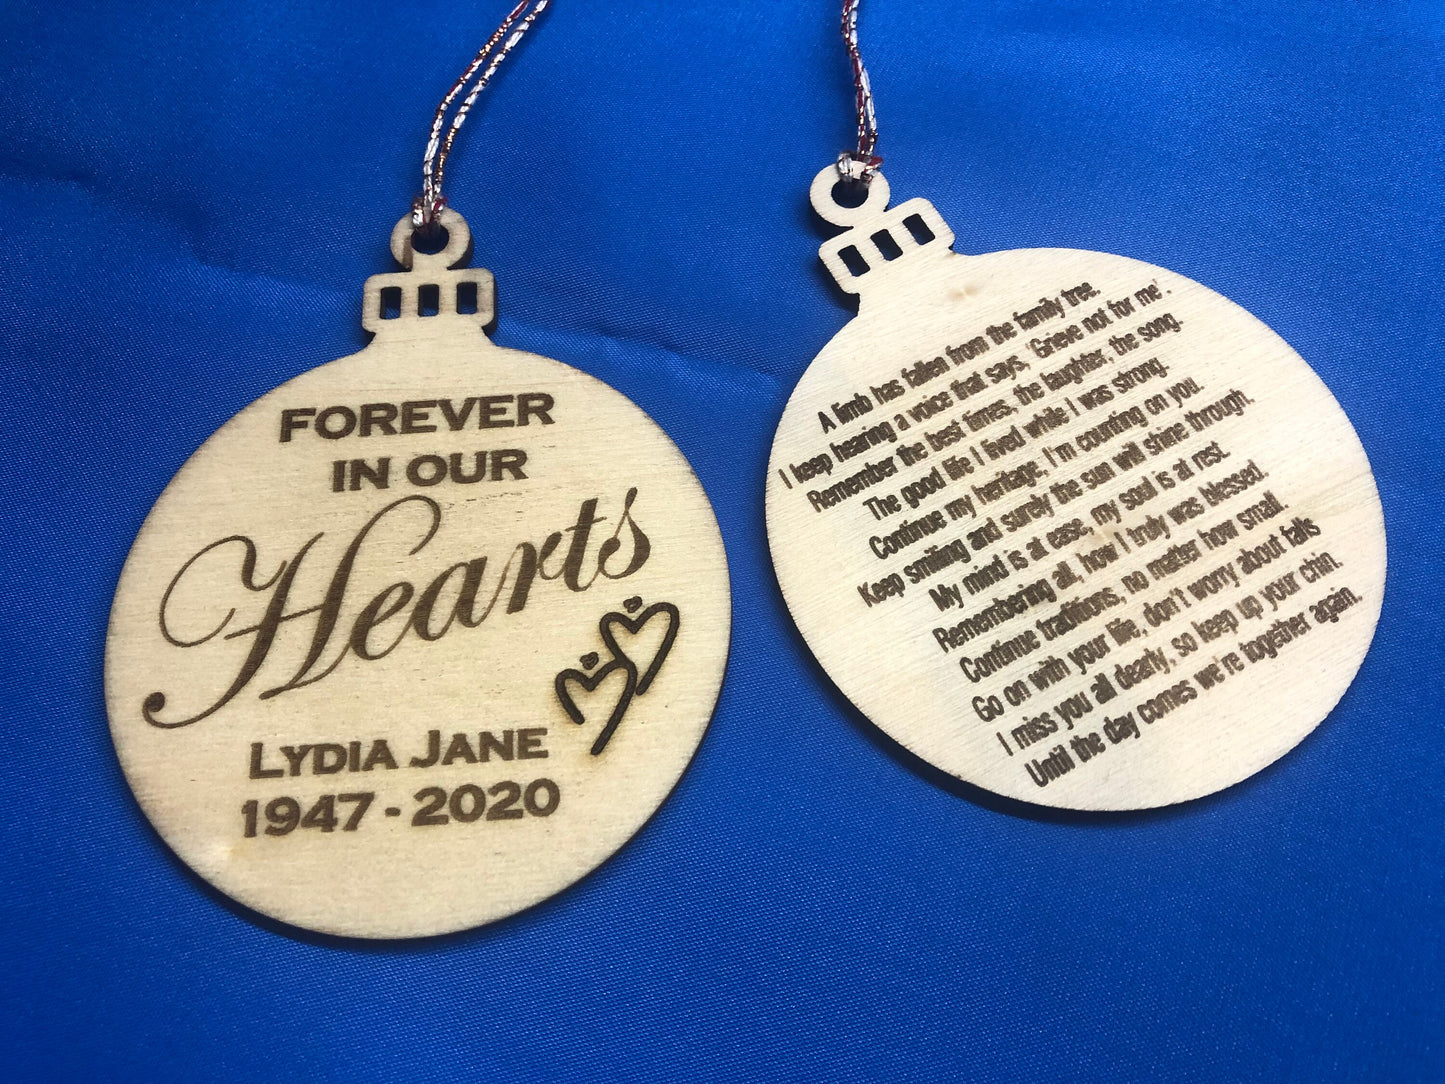 FOREVER
IN OUR
Hearts
LYDIA JANE
1947 - 2020
A limb has fallen from the family tree.
I keep hearing a voice that says, 'Grieve not for me'.
Remember the best times, the laughter, the song.
The good life I lived while I was strong.
Continue my heritage, I'm counting on you.
Keep smiling and surely the sun will shine through.
My mind is at ease, my soul is at rest.
Remembering all, how I truly was blessed.
Continue traditions, no matter how small.
Go on with your life, don't worry about falls
I miss you all dearly, so keep up your chin.
Until the day comes we're together again.